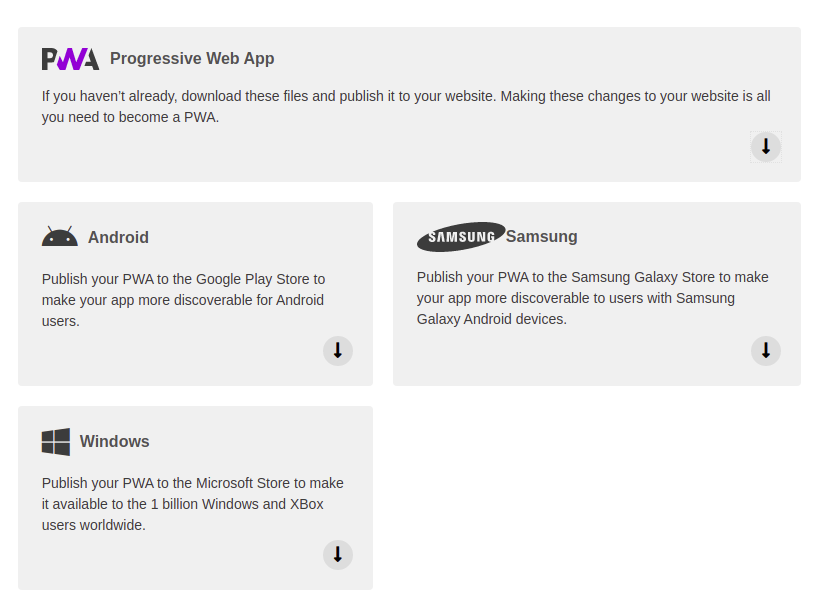 PWA Progressive Web App
If you haven’t already, download these files and publish it to your website. Making these changes to your website is all
you need to become a PWA.
Android
Publish your PWA to the Google Play Store to
make your app more discoverable for Android
users.
SAMSUNG Samsung
Publish your PWA to the Samsung Galaxy Store to make
your app more discoverable to users with Samsung
Galaxy Android devices.
Windows
Publish your PWA to the Microsoft Store to make
it available to the 1 billion Windows and XBox
users worldwide.